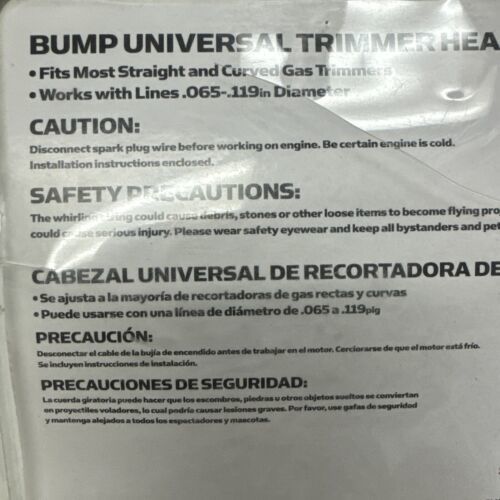 BUMP UNIVERSAL TRIMMER HEA
• Fits Most Straight and Curved Gas Trimmers
• Works with Lines .065-.119in Diameter
CAUTION:
Disconnect spark plug wire before working on engine. Be certain engine is cold.
Installation instructions enclosed.
SAFETY PRECAUTIONS:
The whirling string could cause debris, stones or other loose items to become flying pro
could cause serious injury. Please wear safety eyewear and keep all bystanders and pet
CABEZAL UNIVERSAL DE RECORTADORA DE
• Se ajusta a la mayoría de recortadoras de gas rectas y curvas
• Puede usarse con una línea de diámetro de .065 a .119plg
PRECAUCIÓN:
Desconectar el cable de la bujía de encendido antes de trabajar en el motor. Cerciorarse de que el motor está frío.
Se incluyen instrucciones de instalación.
PRECAUCIONES DE SEGURIDAD:
La cuerda giratoria puede hacer que los escombros, piedras u otros objetos sueltos se conviertan
en proyectiles voladores, lo cual podría causar lesiones graves. Por favor, use gafas de seguridad
y mantenga alejados a todos los espectadores y mascotas.